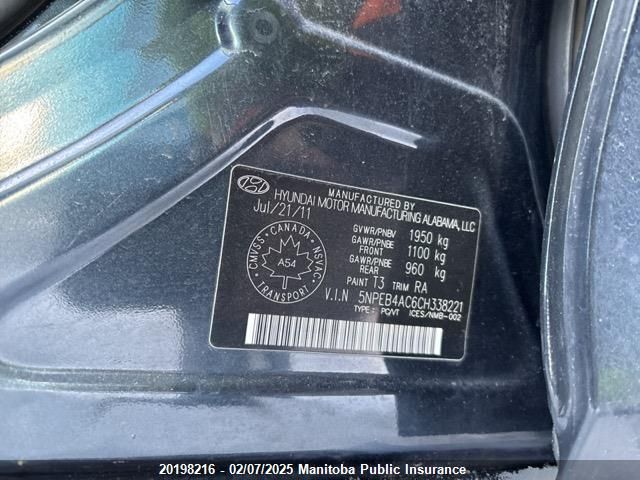 MANUFACTURED BY
HYUNDAI MOTOR MANUFACTURING ALABAMA, LLC
Jul/21/11
GVWR/PNBV 1950 kg
GAWR/PNBE FRONT 1100 kg
GAWR/PNBE REAR 960 kg
PAINT T3 TRIM RA
V.I.N 5NPEB4AC6CH338221
TYPE: PC/VT ICES/NMB-002
CMVSS · CANADA · NSVAC
A54
TRANSPORT
20198216 - 02/07/2025 Manitoba Public Insurance